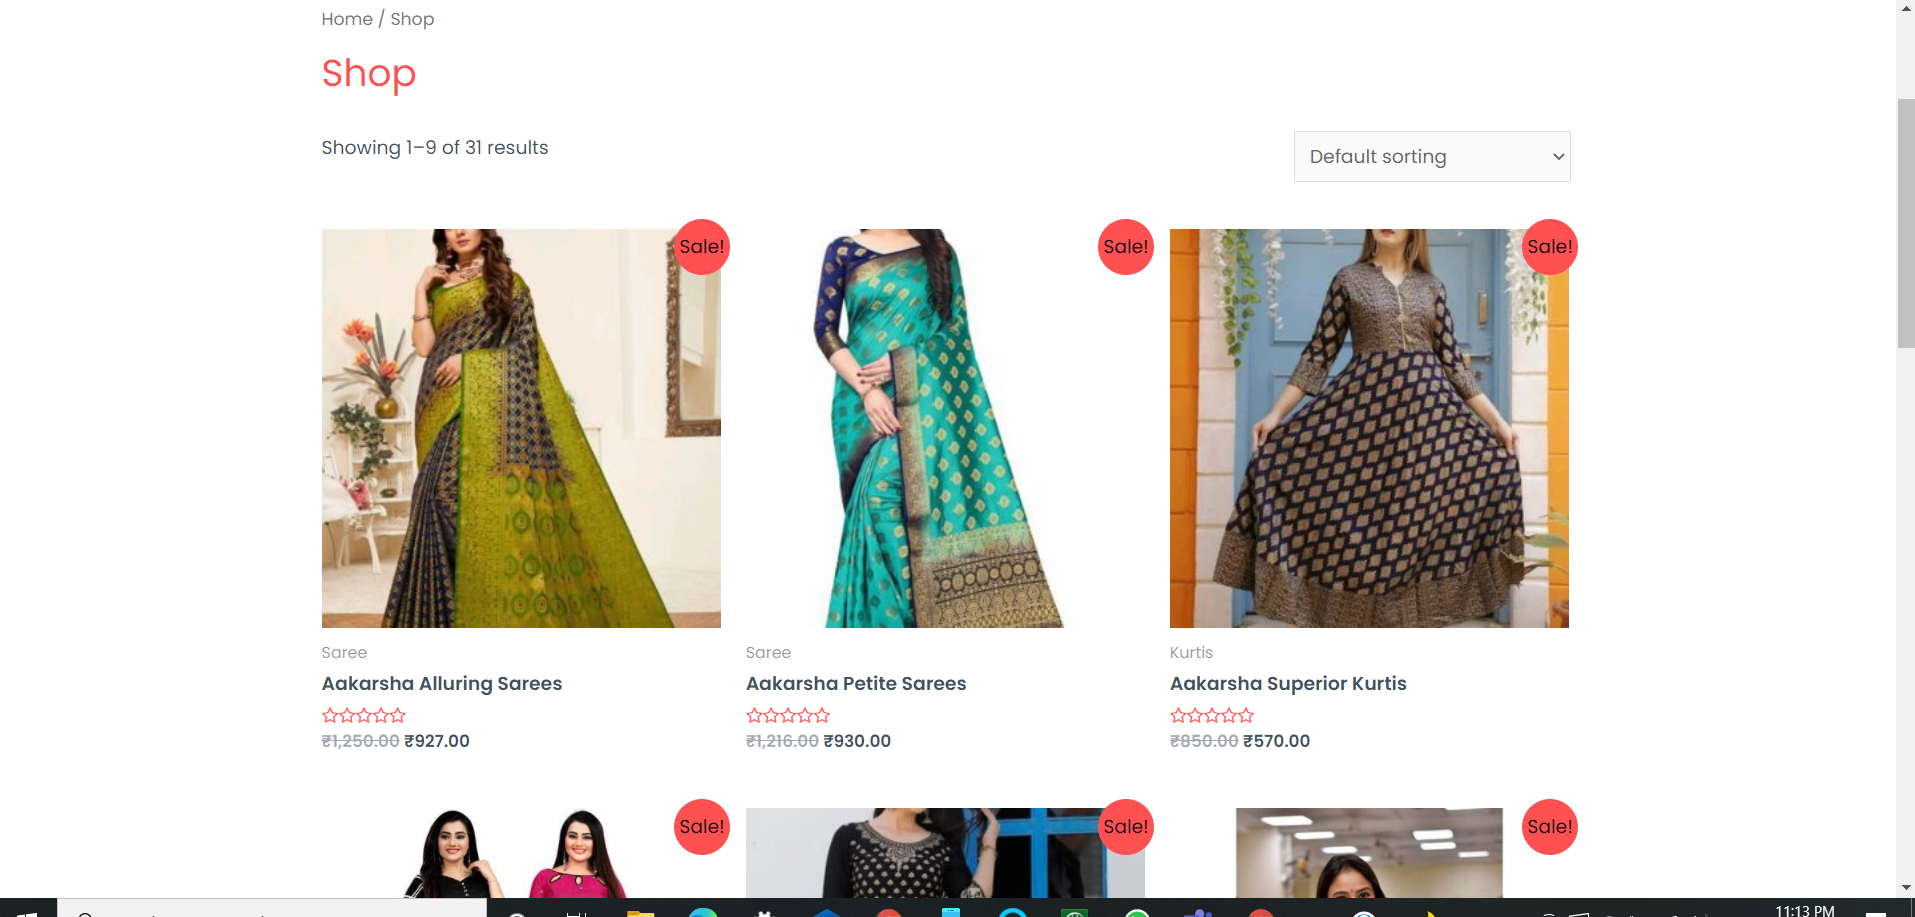 Home / Shop
Shop
Showing 1–9 of 31 results
Default sorting
Sale!
Sale!
Sale!
Saree
Aakarsha Alluring Sarees
₹1,250.00 ₹927.00
Saree
Aakarsha Petite Sarees
₹1,216.00 ₹930.00
Kurtis
Aakarsha Superior Kurtis
₹850.00 ₹570.00
Sale!
Sale!
Sale!
11:13 PM